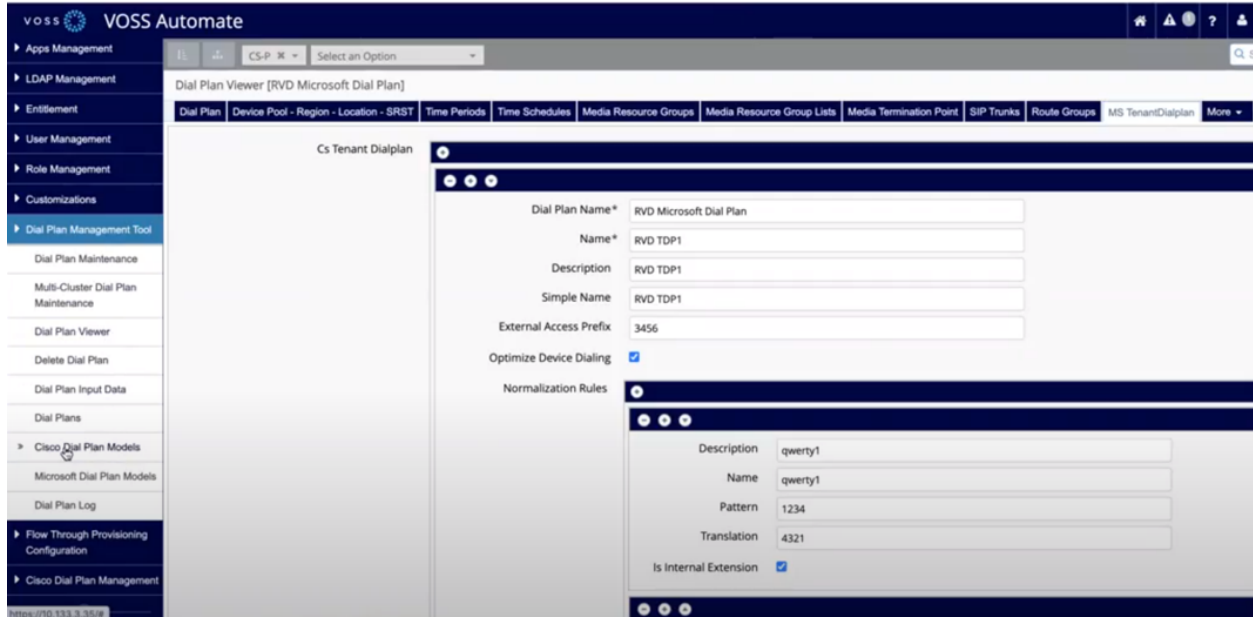 VOSS VOSS Automate
?
Apps Management
LDAP Management
Entitlement
User Management
Role Management
Customizations
Dial Plan Management Tool
Dial Plan Maintenance
Multi-Cluster Dial Plan
Maintenance
Dial Plan Viewer
Delete Dial Plan
Dial Plan Input Data
Dial Plans
Cisco Dial Plan Models
Microsoft Dial Plan Models
Dial Plan Log
Flow Through Provisioning
Configuration
Cisco Dial Plan Management
https://10.133.3.35/#
CS-P Select an Option
Dial Plan Viewer [RVD Microsoft Dial Plan]
Dial Plan Device Pool - Region - Location - SRST Time Periods Time Schedules Media Resource Groups Media Resource Group Lists Media Termination Point SIP Trunks Route Groups MS TenantDialplan More
Cs Tenant Dialplan
Dial Plan Name* RVD Microsoft Dial Plan
Name* RVD TDP1
Description RVD TDP1
Simple Name RVD TDP1
External Access Prefix 3456
Optimize Device Dialing
Normalization Rules
Description qwerty1
Name qwerty1
Pattern 1234
Translation 4321
Is Internal Extension